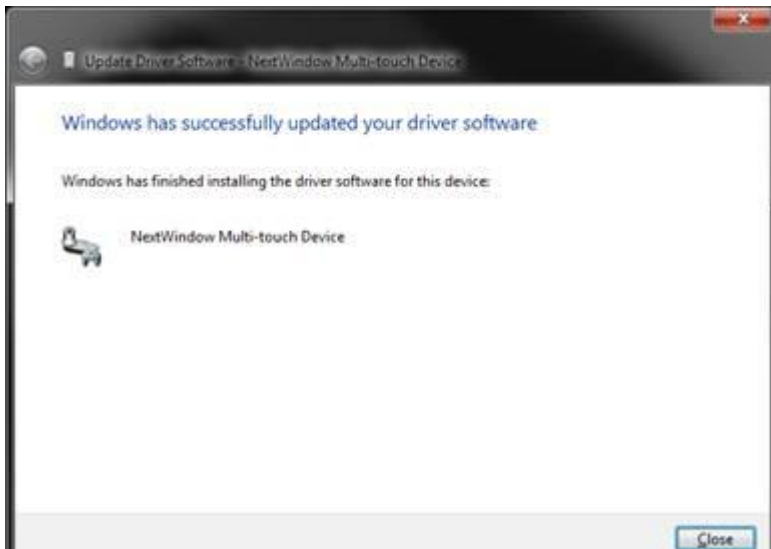 Update Driver Software - NextWindow Multi-touch Device
Windows has successfully updated your driver software
Windows has finished installing the driver software for this device:
NextWindow Multi-touch Device
Close